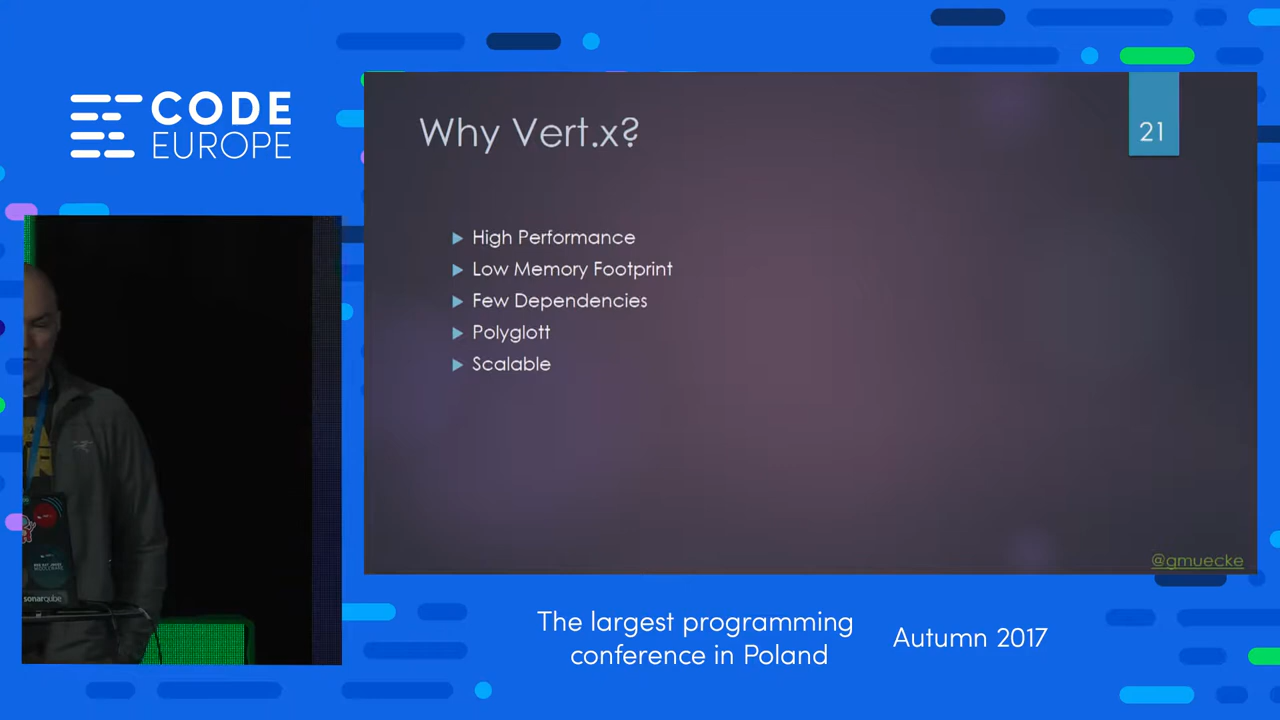 CODE
EUROPE
Why Vert.x?
21
High Performance
Low Memory Footprint
Few Dependencies
Polyglott
Scalable
@gmuecke
sonarqube
The largest programming
conference in Poland
Autumn 2017